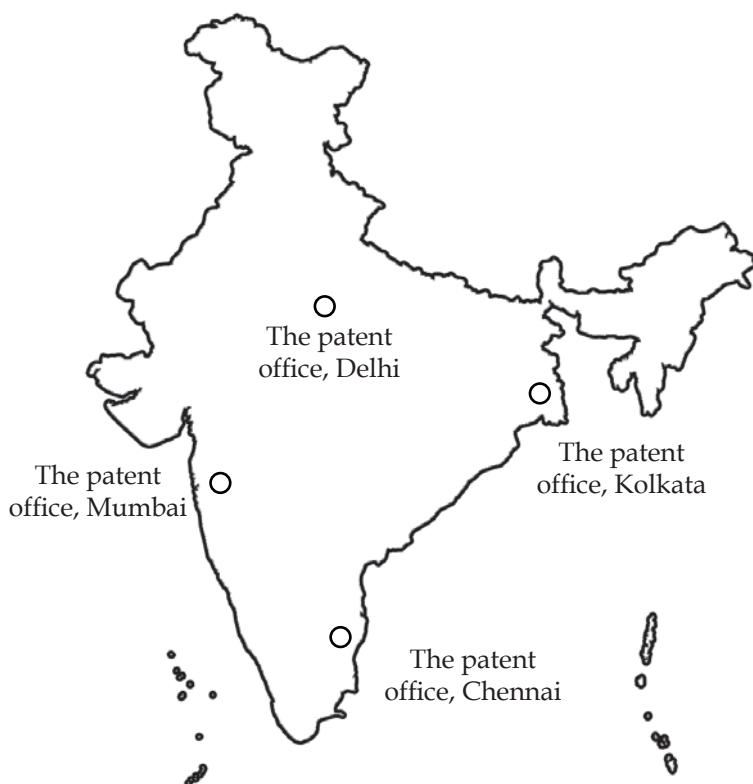 The patent
office, Delhi
The patent
office, Kolkata
The patent
office, Mumbai
The patent
office, Chennai